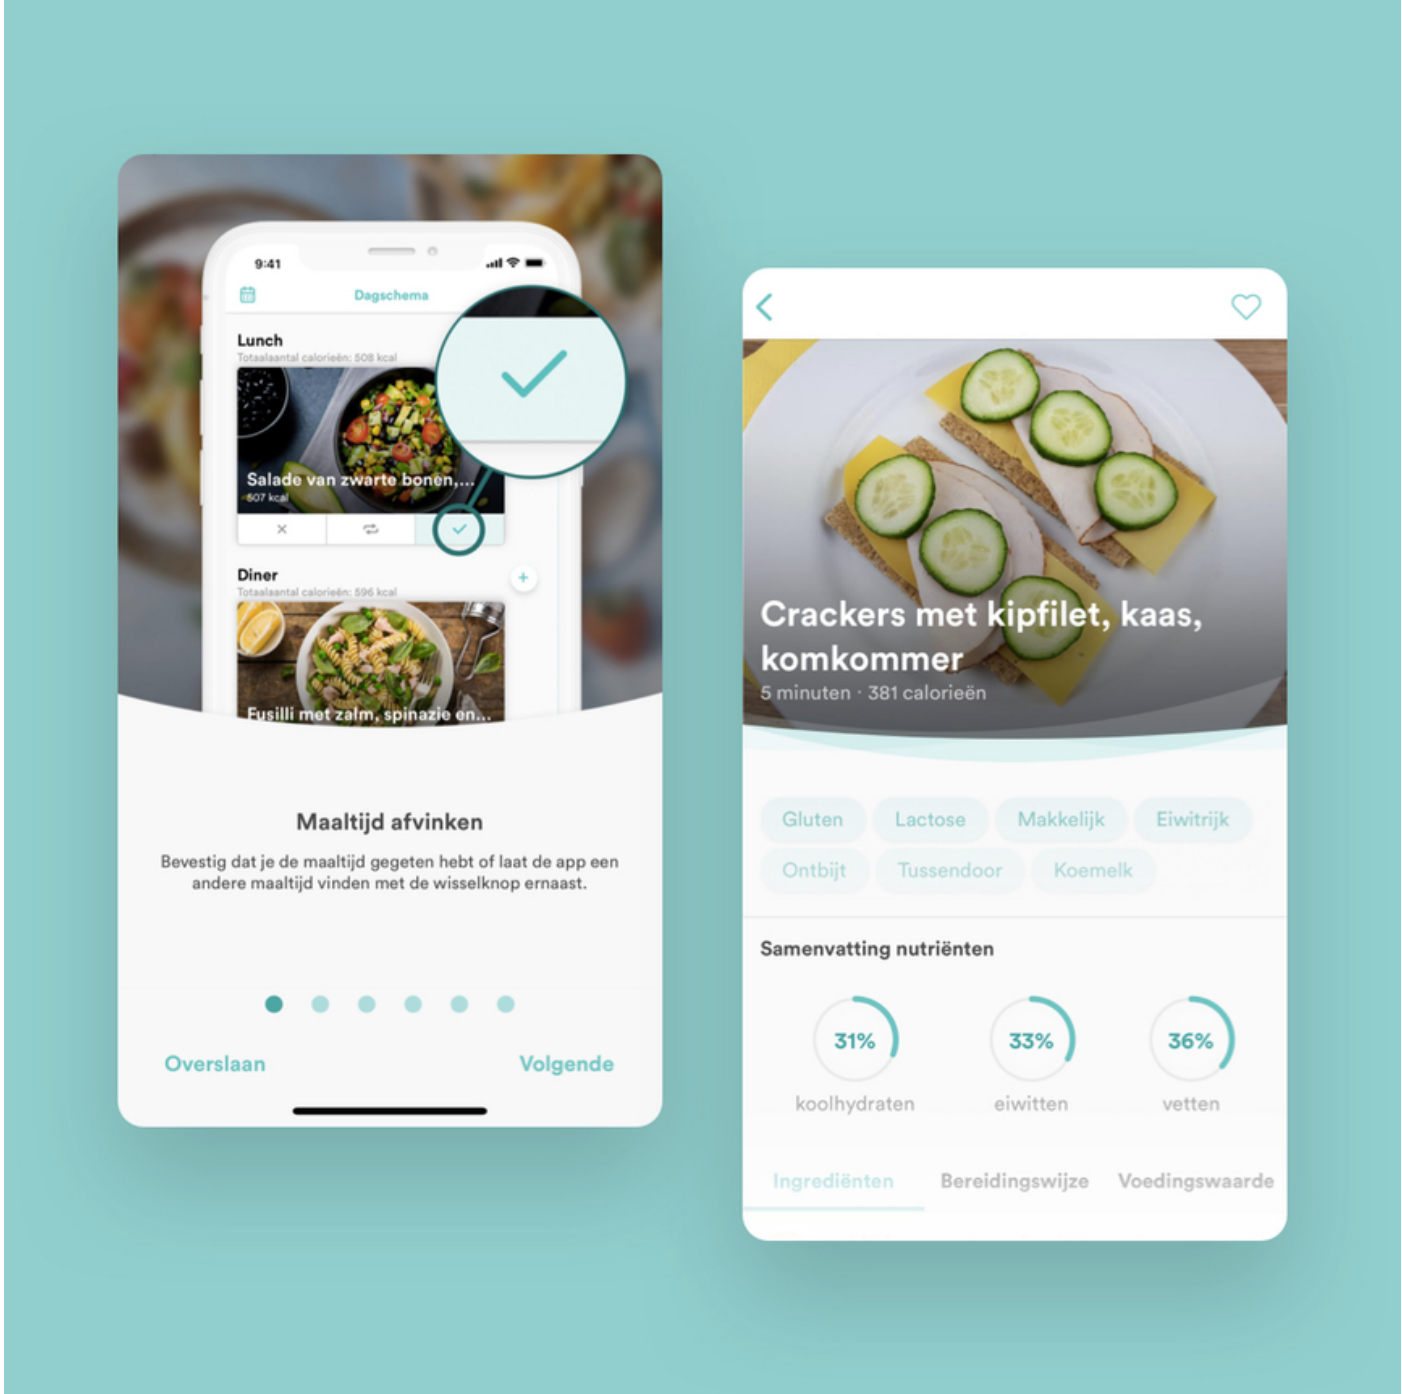 9:41
Dagschema
Lunch
Totaalaantal calorieën: 508 kcal
Salade van zwarte bonen,...
507 kcal
Diner
Totaalaantal calorieën: 596 kcal
Fusilli met zalm, spinazie en...
Maaltijd afvinken
Bevestig dat je de maaltijd gegeten hebt of laat de app een
andere maaltijd vinden met de wisselknop ernaast.
Overslaan
Volgende
Crackers met kipfilet, kaas,
komkommer
5 minuten · 381 calorieën
Gluten Lactose Makkelijk Eiwitrijk
Ontbijt Tussendoor Koemelk
Samenvatting nutriënten
31% 33% 36%
koolhydraten eiwitten vetten
Ingrediënten Bereidingswijze Voedingswaarde